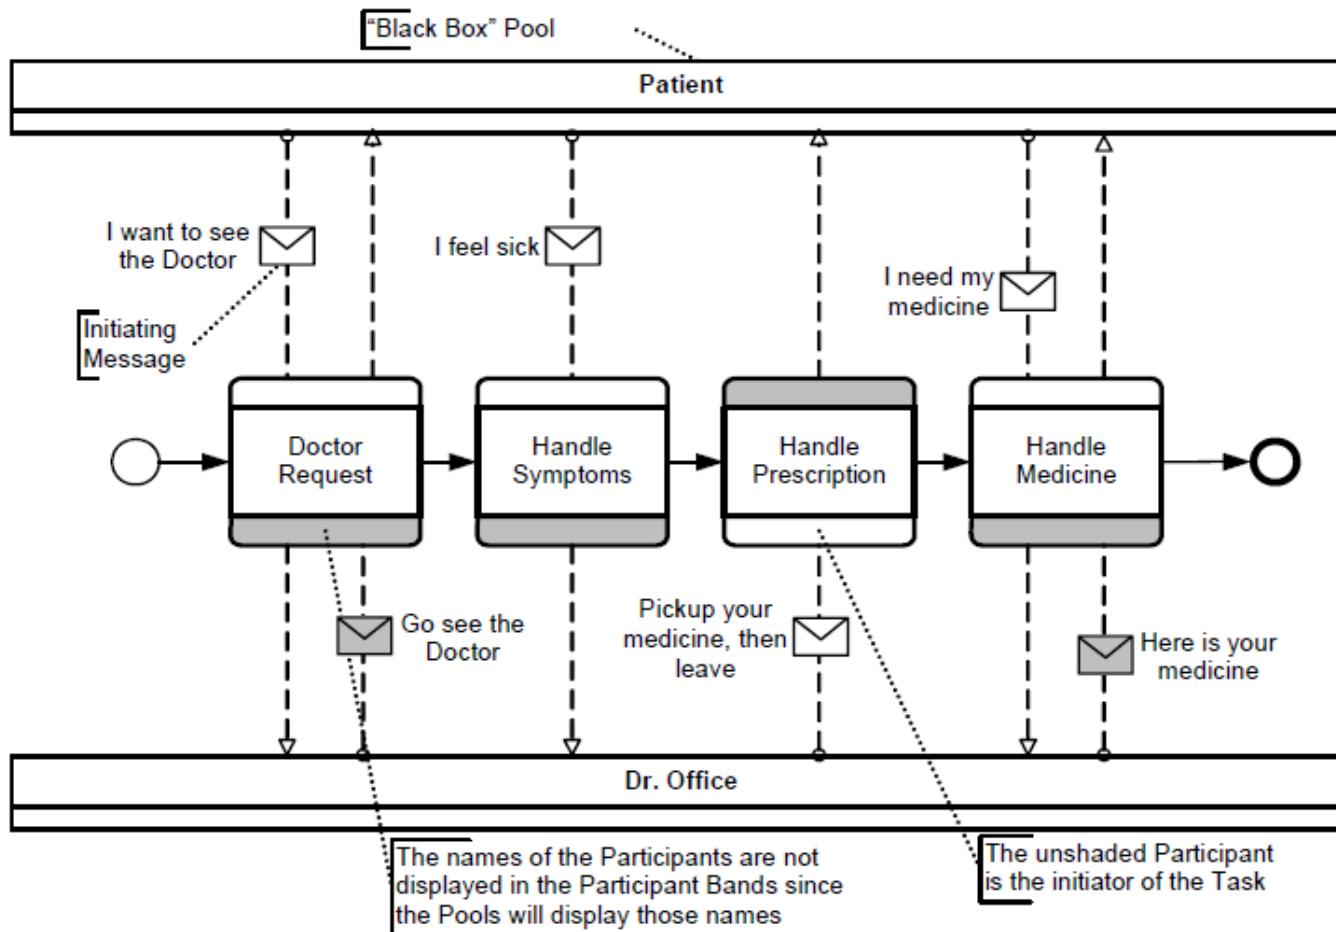 “Black Box” Pool
Patient
I want to see
the Doctor
I feel sick
I need my
medicine
Initiating
Message
Doctor
Request
Handle
Symptoms
Handle
Prescription
Handle
Medicine
Go see the
Doctor
Pickup your
medicine, then
leave
Here is your
medicine
Dr. Office
The names of the Participants are not
displayed in the Participant Bands since
the Pools will display those names
The unshaded Participant
is the initiator of the Task